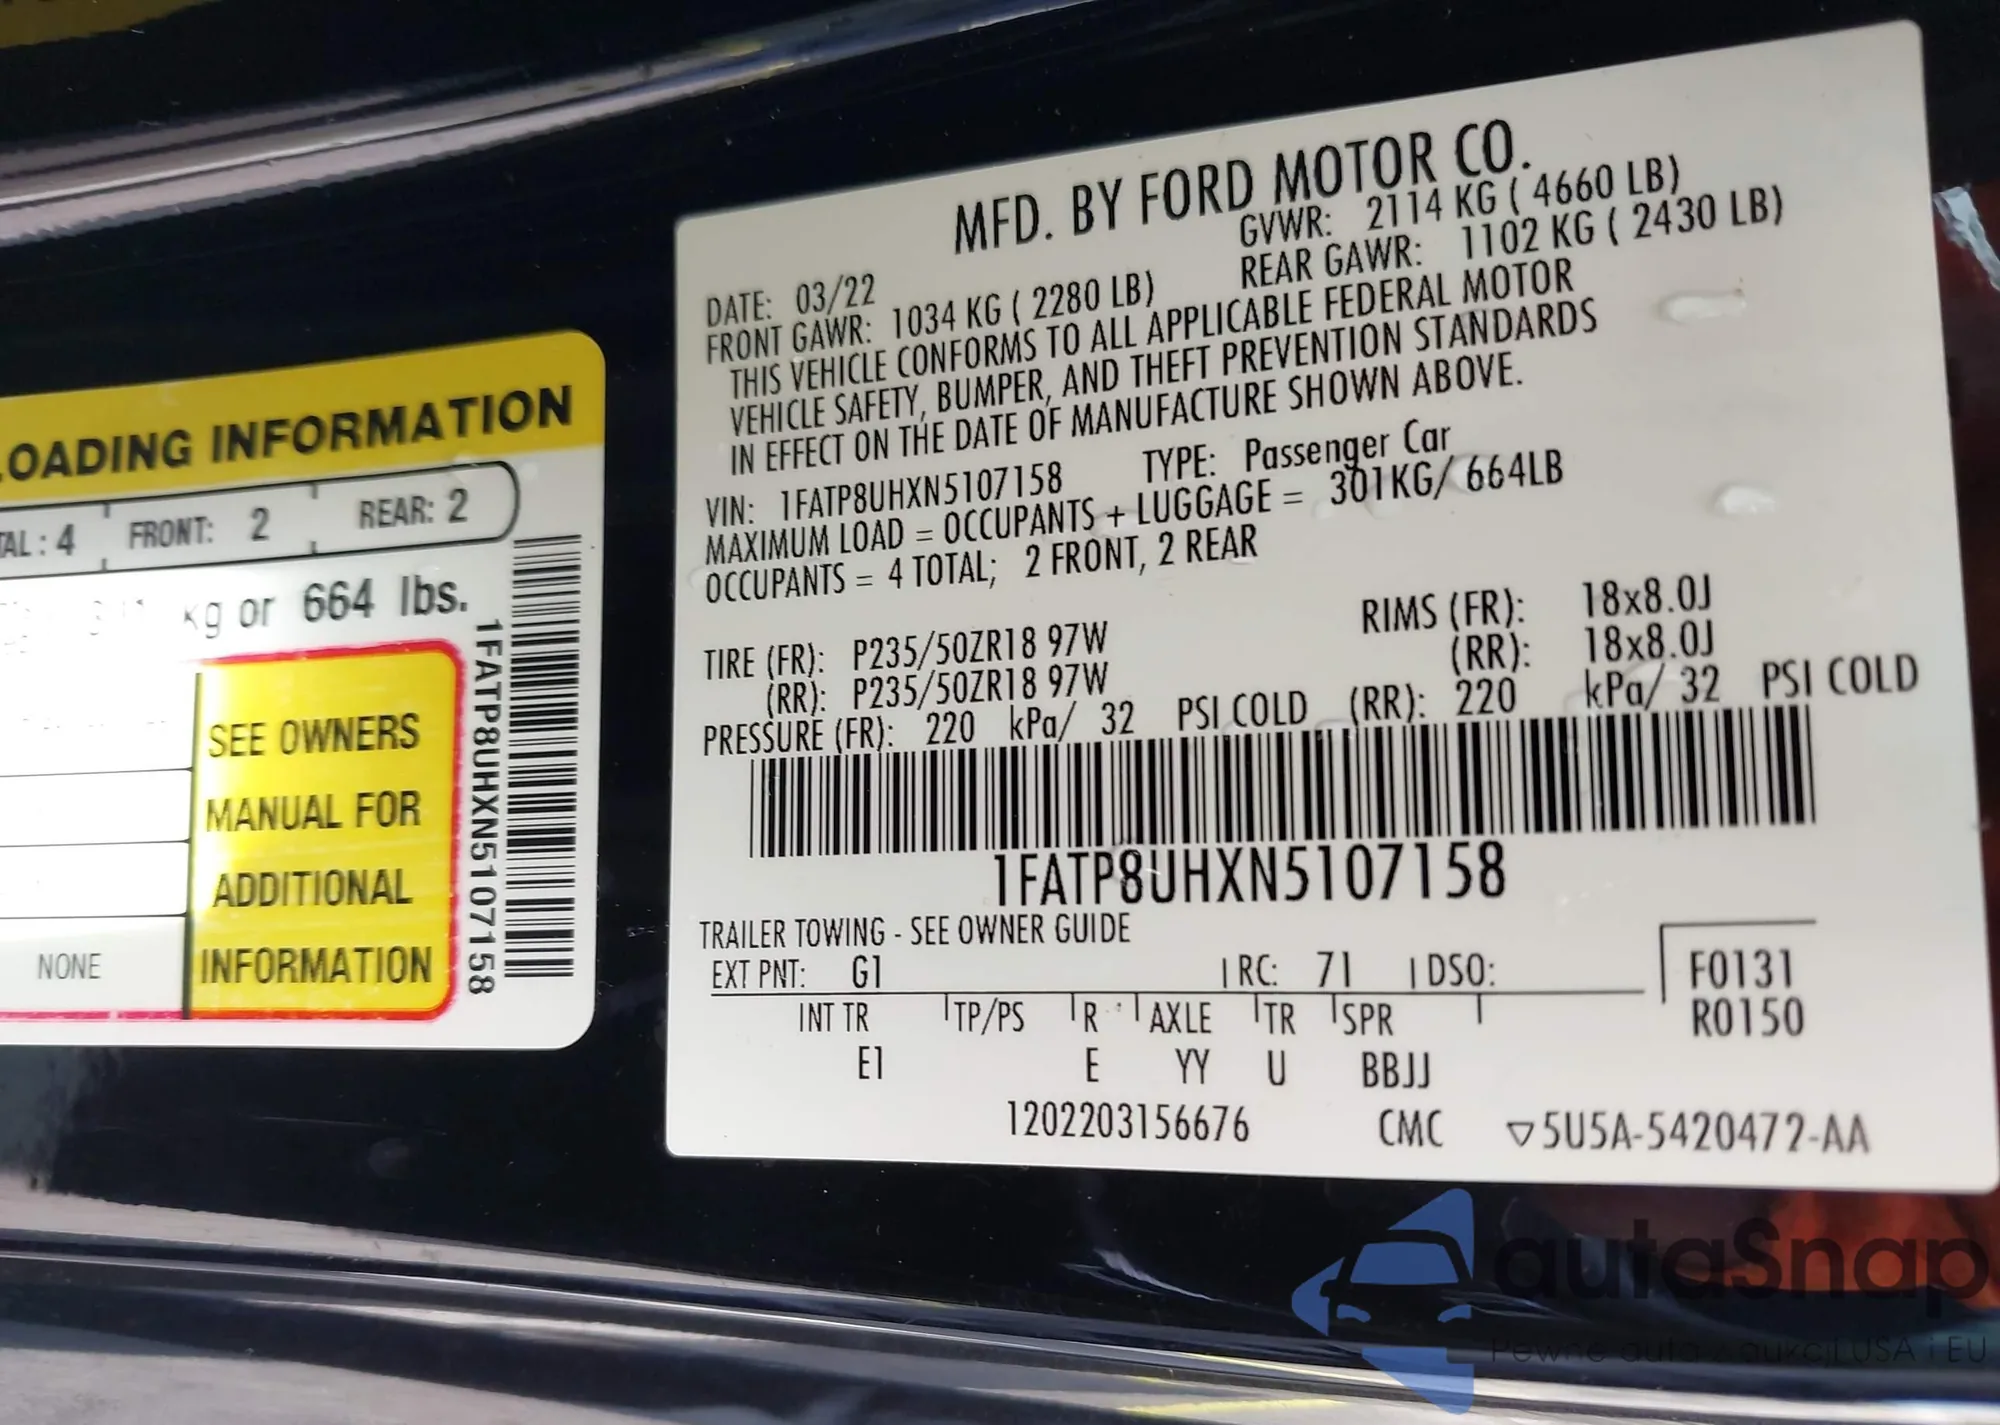 LOADING INFORMATION
AL : 4 FRONT: 2 REAR: 2
kg or 664 lbs.
SEE OWNERS
MANUAL FOR
ADDITIONAL
INFORMATION
NONE
1FATP8UHXN5107158
MFD. BY FORD MOTOR CO.
DATE: 03/22 GVWR: 2114 KG ( 4660 LB)
FRONT GAWR: 1034 KG ( 2280 LB) REAR GAWR: 1102 KG ( 2430 LB)
THIS VEHICLE CONFORMS TO ALL APPLICABLE FEDERAL MOTOR
VEHICLE SAFETY, BUMPER, AND THEFT PREVENTION STANDARDS
IN EFFECT ON THE DATE OF MANUFACTURE SHOWN ABOVE.
VIN: 1FATP8UHXN5107158 TYPE: Passenger Car
MAXIMUM LOAD = OCCUPANTS + LUGGAGE = 301KG/ 664LB
OCCUPANTS = 4 TOTAL; 2 FRONT, 2 REAR
TIRE (FR): P235/50ZR18 97W RIMS (FR): 18x8.0J
(RR): P235/50ZR18 97W (RR): 18x8.0J
PRESSURE (FR): 220 kPa/ 32 PSI COLD (RR): 220 kPa/ 32 PSI COLD
1FATP8UHXN5107158
TRAILER TOWING - SEE OWNER GUIDE
EXT PNT: G1 RC: 71 DSO: F0131
INT TR TP/PS R AXLE TR SPR R0150
E1 E YY U BBJJ
1202203156676 CMC ▽5U5A-5420472-AA
autaSnap
Pewne auta z aukcji USA i EU